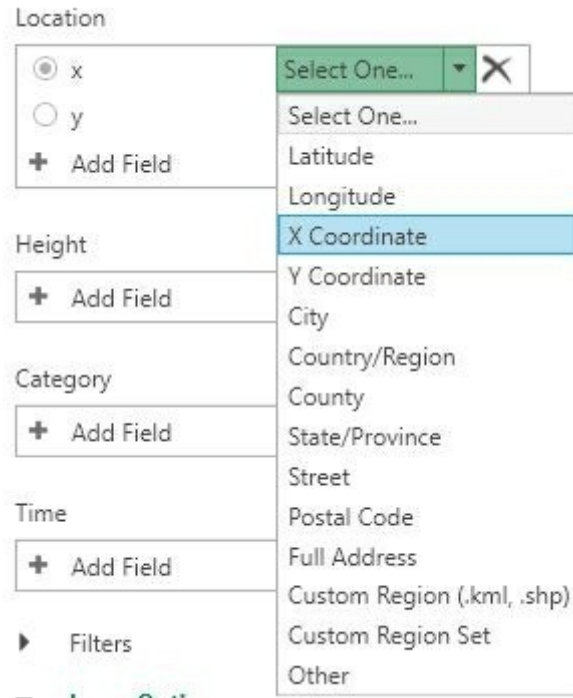 Location
x
Select One...
y
Select One...
+ Add Field
Latitude
Longitude
Height
X Coordinate
Y Coordinate
+ Add Field
City
Country/Region
Category
County
+ Add Field
State/Province
Street
Time
Postal Code
+ Add Field
Full Address
Custom Region (.kml, .shp)
Filters
Custom Region Set
Other